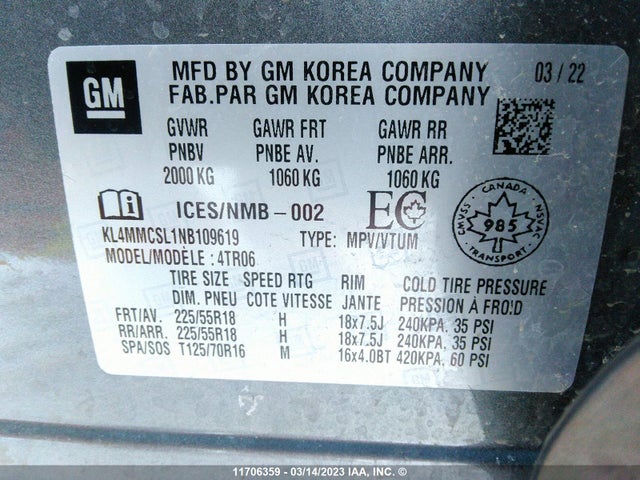 GM
MFD BY GM KOREA COMPANY 03 / 22
FAB.PAR GM KOREA COMPANY
GVWR GAWR FRT GAWR RR
PNBV PNBE AV. PNBE ARR.
2000 KG 1060 KG 1060 KG
ICES/NMB-002 EC
KL4MMCSL1NB109619 TYPE: MPV/VTUM
MODEL/MODÈLE : 4TR06
CANADA
CMVSS 985 NSVAC
TRANSPORT
TIRE SIZE SPEED RTG RIM COLD TIRE PRESSURE
DIM. PNEU COTE VITESSE JANTE PRESSION À FROID
FRT/AV. 225/55R18 H 18x7.5J 240KPA, 35 PSI
RR/ARR. 225/55R18 H 18x7.5J 240KPA, 35 PSI
SPA/SOS T125/70R16 M 16x4.0BT 420KPA, 60 PSI
11706359 - 03/14/2023 IAA, Inc. ©